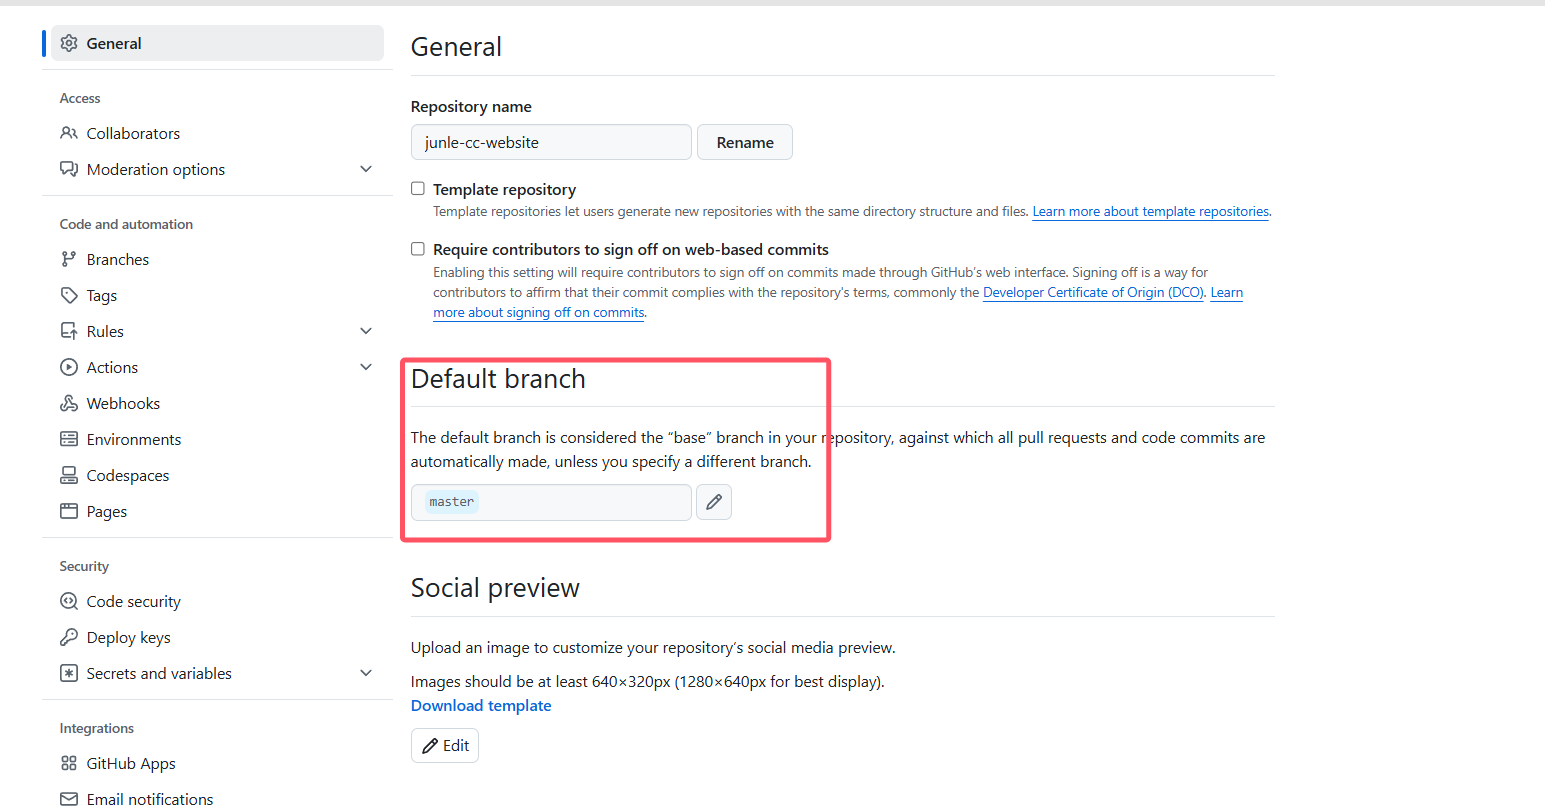 General
Access
Collaborators
Moderation options
Code and automation
Branches
Tags
Rules
Actions
Webhooks
Environments
Codespaces
Pages
Security
Code security
Deploy keys
Secrets and variables
Integrations
GitHub Apps
Email notifications
General
Repository name
junle-cc-website
Rename
Template repository
Template repositories let users generate new repositories with the same directory structure and files. Learn more about template repositories.
Require contributors to sign off on web-based commits
Enabling this setting will require contributors to sign off on commits made through GitHub's web interface. Signing off is a way for
contributors to affirm that their commit complies with the repository's terms, commonly the Developer Certificate of Origin (DCO). Learn
more about signing off on commits.
Default branch
The default branch is considered the “base” branch in your repository, against which all pull requests and code commits are
automatically made, unless you specify a different branch.
master
Social preview
Upload an image to customize your repository’s social media preview.
Images should be at least 640×320px (1280×640px for best display).
Download template
Edit